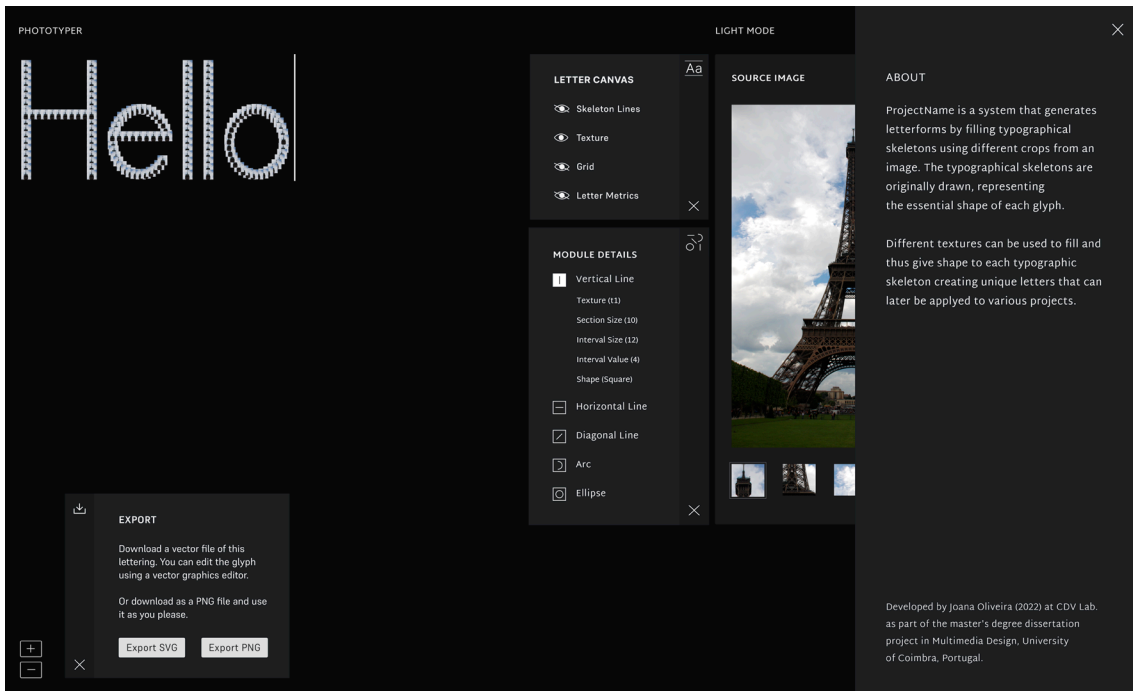 PHOTOTYPER
LIGHT MODE
Hello
LETTER CANVAS
Aa
Skeleton Lines
Texture
Grid
Letter Metrics
MODULE DETAILS
Vertical Line
Texture (t1)
Section Size (10)
Interval Size (12)
Interval Value (4)
Shape (Square)
Horizontal Line
Diagonal Line
Arc
Ellipse
SOURCE IMAGE
EXPORT
Download a vector file of this
lettering. You can edit the glyph
using a vector graphics editor.
Or download as a PNG file and use
it as you please.
Export SVG
Export PNG
ABOUT
ProjectName is a system that generates
letterforms by filling typographical
skeletons using different crops from an
image. The typographical skeletons are
originally drawn, representing
the essential shape of each glyph.
Different textures can be used to fill and
thus give shape to each typographic
skeleton creating unique letters that can
later be applyed to various projects.
Developed by Joana Oliveira (2022) at CDV Lab.
as part of the master's degree dissertation
project in Multimedia Design, University
of Coimbra, Portugal.